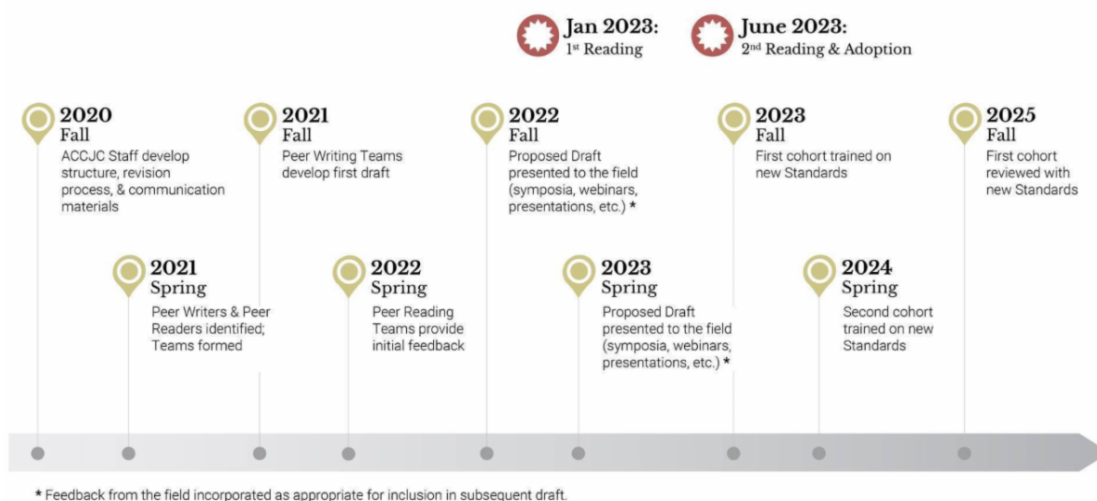 Jan 2023:
1st Reading
June 2023:
2nd Reading & Adoption
2020
Fall
ACCJC Staff develop
structure, revision
process, & communication
materials
2021
Fall
Peer Writing Teams
develop first draft
2022
Fall
Proposed Draft
presented to the field
(symposia, webinars,
presentations, etc.) *
2023
Fall
First cohort trained on
new Standards
2025
Fall
First cohort
reviewed with
new Standards
2021
Spring
Peer Writers & Peer
Readers identified;
Teams formed
2022
Spring
Peer Reading
Teams provide
initial feedback
2023
Spring
Proposed Draft
presented to the field
(symposia, webinars,
presentations, etc.) *
2024
Spring
Second cohort
trained on new
Standards
* Feedback from the field incorporated as appropriate for inclusion in subsequent draft.